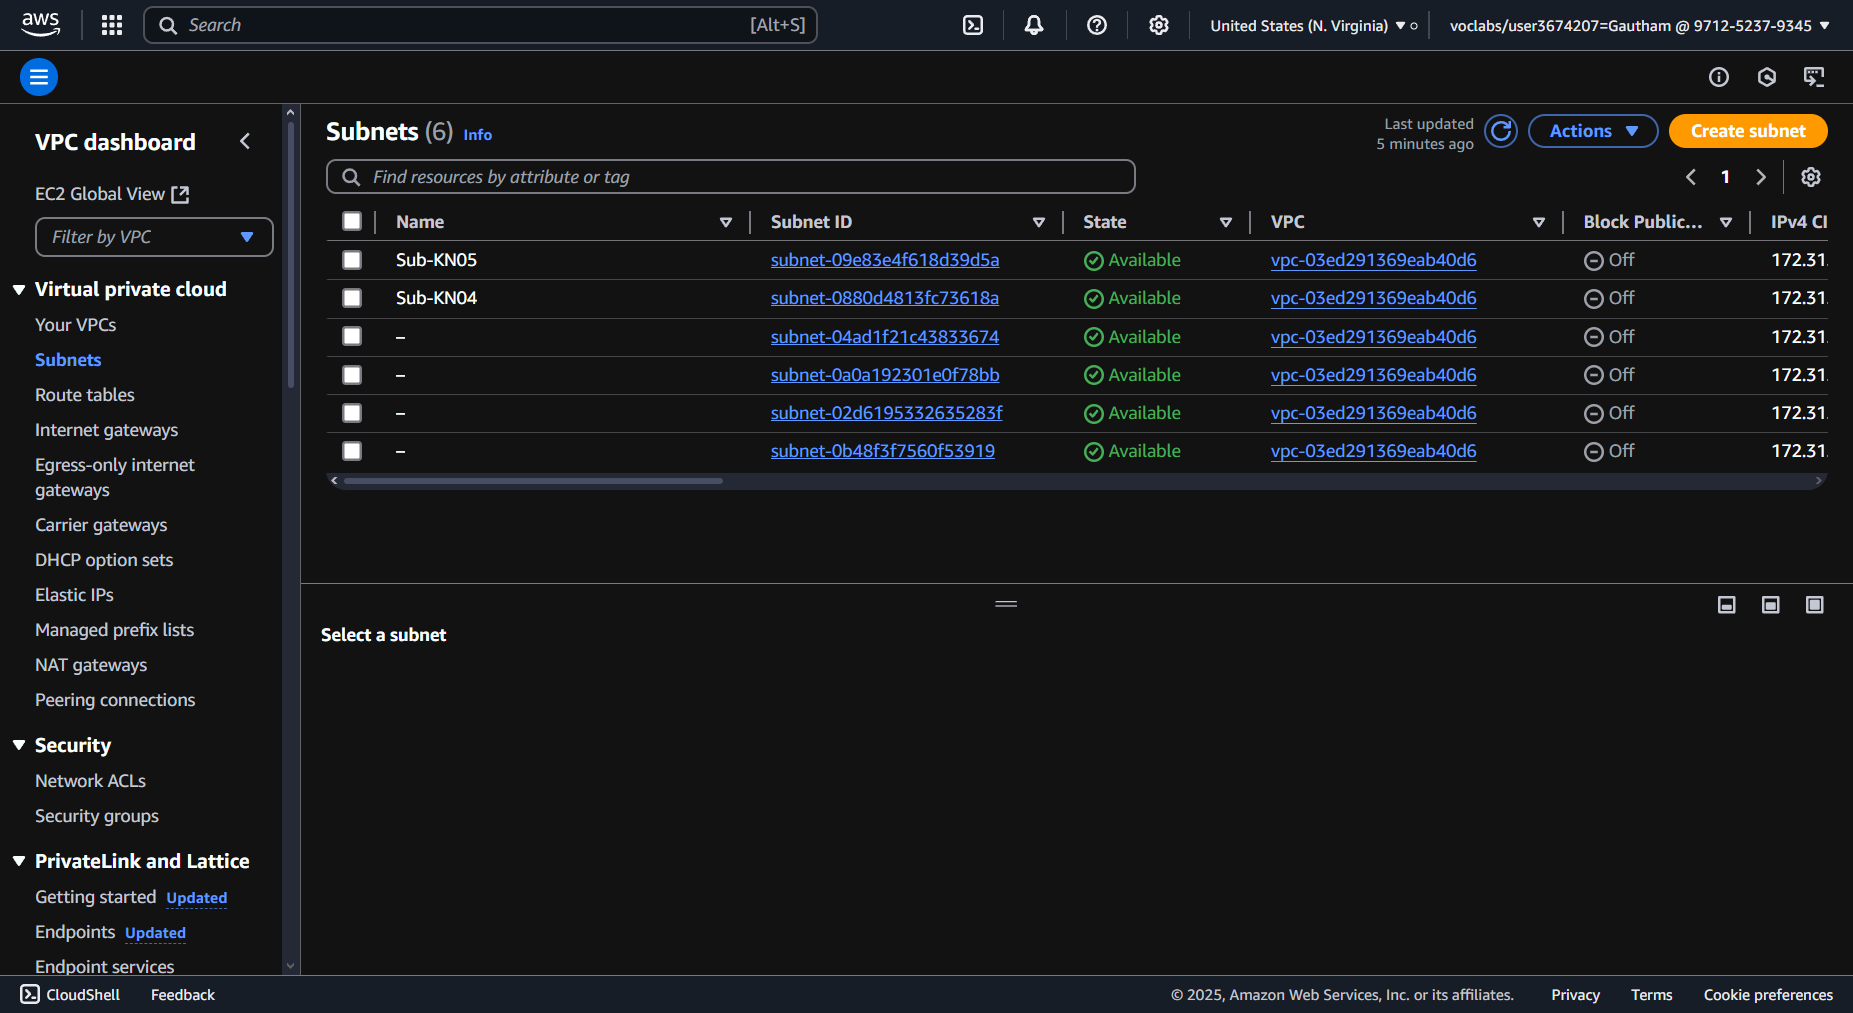 aws
Search [Alt+S]
United States (N. Virginia)
voclabs/user3674207=Gautham @ 9712-5237-9345
VPC dashboard
EC2 Global View
Filter by VPC
Virtual private cloud
Your VPCs
Subnets
Route tables
Internet gateways
Egress-only internet
gateways
Carrier gateways
DHCP option sets
Elastic IPs
Managed prefix lists
NAT gateways
Peering connections
Security
Network ACLs
Security groups
PrivateLink and Lattice
Getting started Updated
Endpoints Updated
Endpoint services
Subnets (6) Info
Last updated
5 minutes ago
Actions
Create subnet
Find resources by attribute or tag
1
Name Subnet ID State VPC Block Public... IPv4 CI
Sub-KN05 subnet-09e83e4f618d39d5a Available vpc-03ed291369eab40d6 Off 172.31.
Sub-KN04 subnet-0880d4813fc73618a Available vpc-03ed291369eab40d6 Off 172.31.
– subnet-04ad1f21c43833674 Available vpc-03ed291369eab40d6 Off 172.31.
– subnet-0a0a192301e0f78bb Available vpc-03ed291369eab40d6 Off 172.31.
– subnet-02d6195332635283f Available vpc-03ed291369eab40d6 Off 172.31.
– subnet-0b48f3f7560f53919 Available vpc-03ed291369eab40d6 Off 172.31.
Select a subnet
CloudShell Feedback
© 2025, Amazon Web Services, Inc. or its affiliates. Privacy Terms Cookie preferences